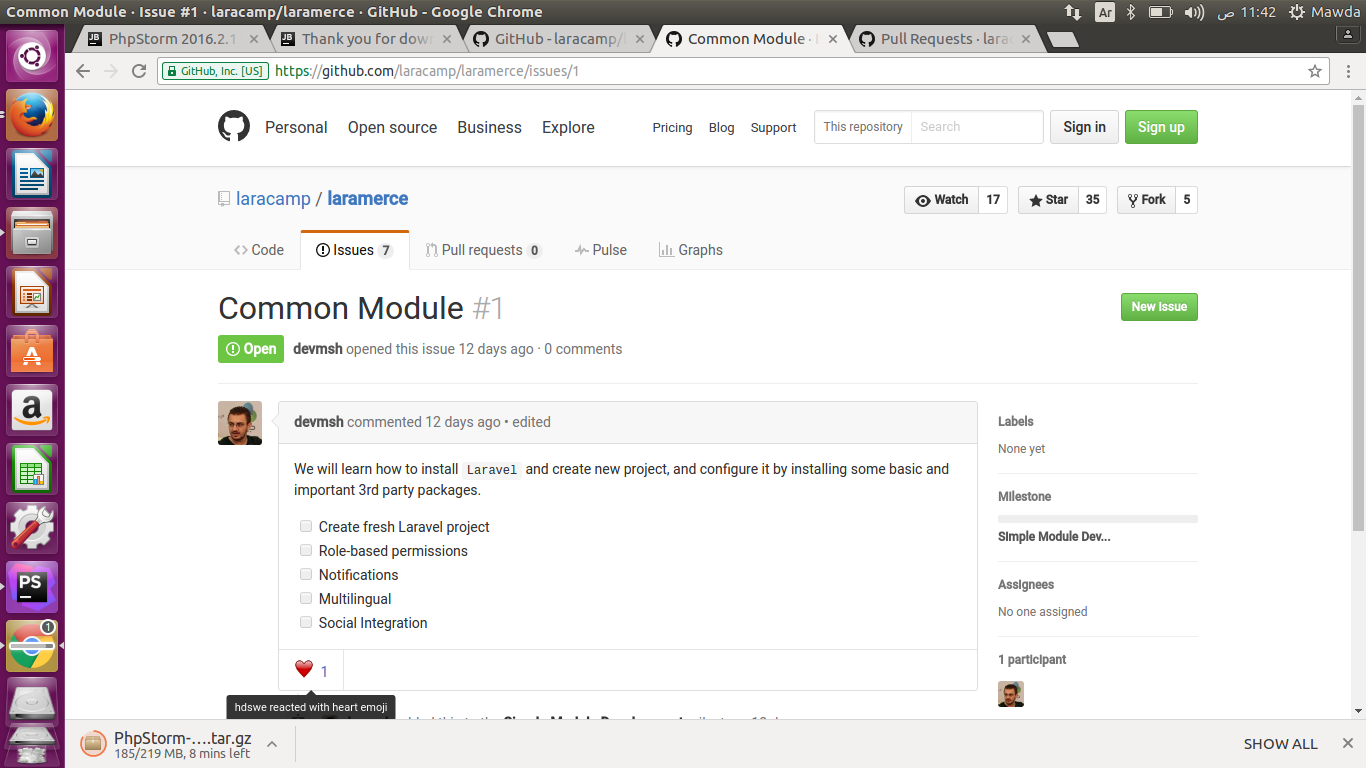 Common Module · Issue #1 · laracamp/laramerce · GitHub - Google Chrome
Ar ص 11:42 Mawda
PhpStorm 2016.2.1
Thank you for dow
GitHub - laracamp/l
Common Module ·
Pull Requests · lara
GitHub, Inc. [US] https://github.com/laracamp/laramerce/issues/1
Personal Open source Business Explore Pricing Blog Support This repository Search Sign in Sign up
laracamp / laramerce
Watch 17 Star 35 Fork 5
Code Issues 7 Pull requests 0 Pulse Graphs
Common Module #1
New Issue
Open devmsh opened this issue 12 days ago · 0 comments
devmsh commented 12 days ago • edited
We will learn how to install Laravel and create new project, and configure it by installing some basic and
important 3rd party packages.
Create fresh Laravel project
Role-based permissions
Notifications
Multilingual
Social Integration
1
hdswe reacted with heart emoji
Labels
None yet
Milestone
SImple Module Dev...
Assignees
No one assigned
1 participant
PhpStorm-....tar.gz
185/219 MB, 8 mins left
SHOW ALL
PS
1